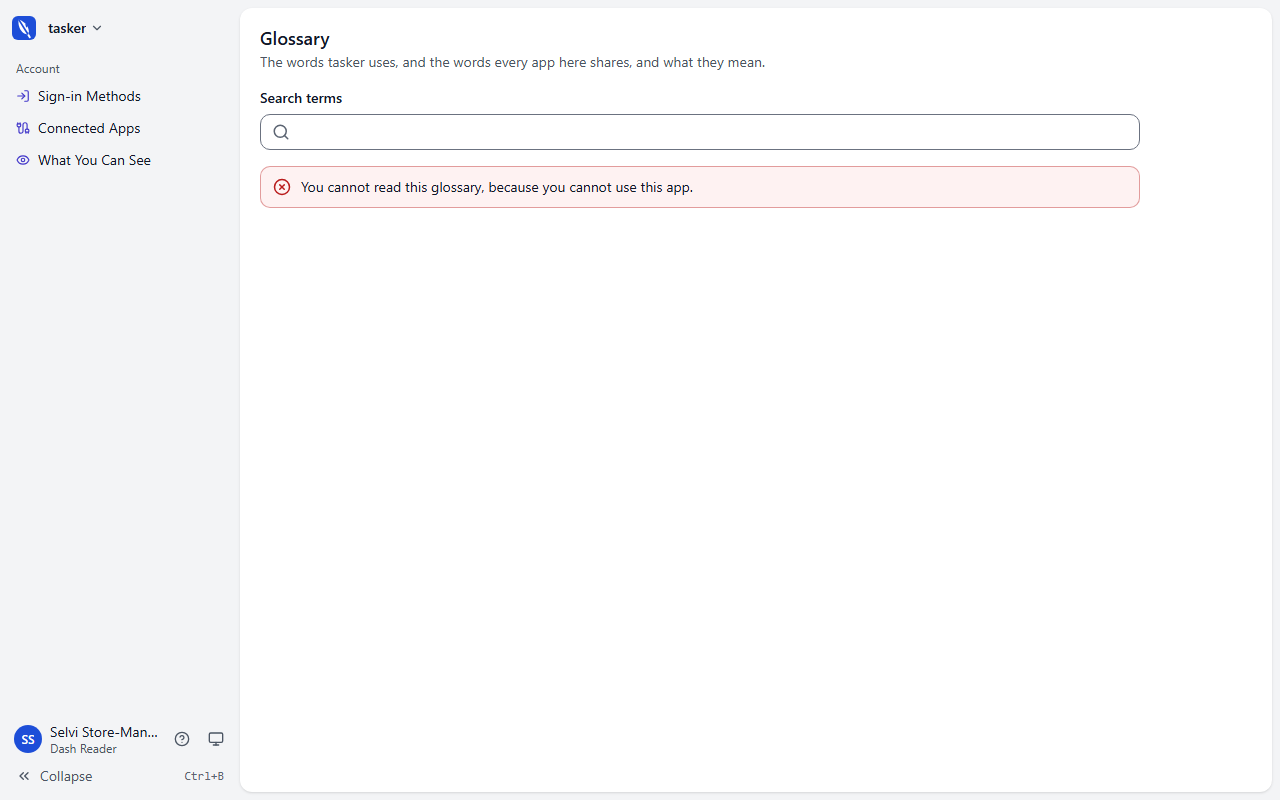 tasker
Account
Sign-in Methods
Connected Apps
What You Can See
Glossary
The words tasker uses, and the words every app here shares, and what they mean.
Search terms
You cannot read this glossary, because you cannot use this app.
SS
Selvi Store-Man...
Dash Reader
Collapse
Ctrl+B